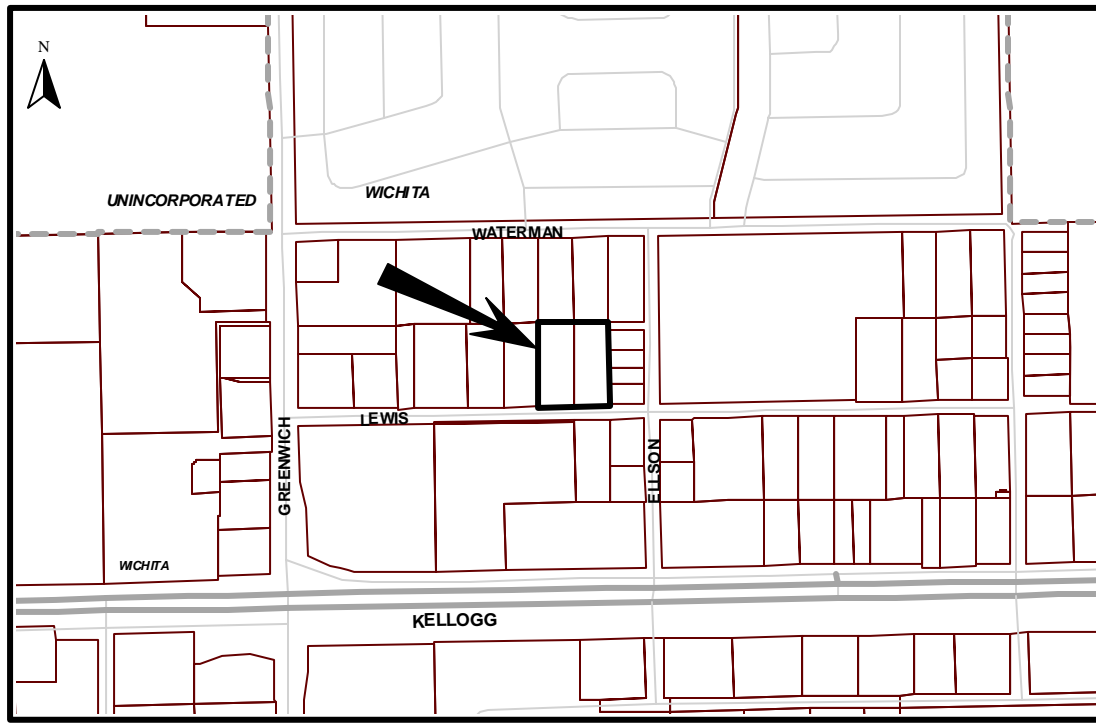 N
WICHITA
UNINCORPORATED
WATERMAN
LEWIS
GREENWICH
ELLSON
WICHITA
KELLOGG